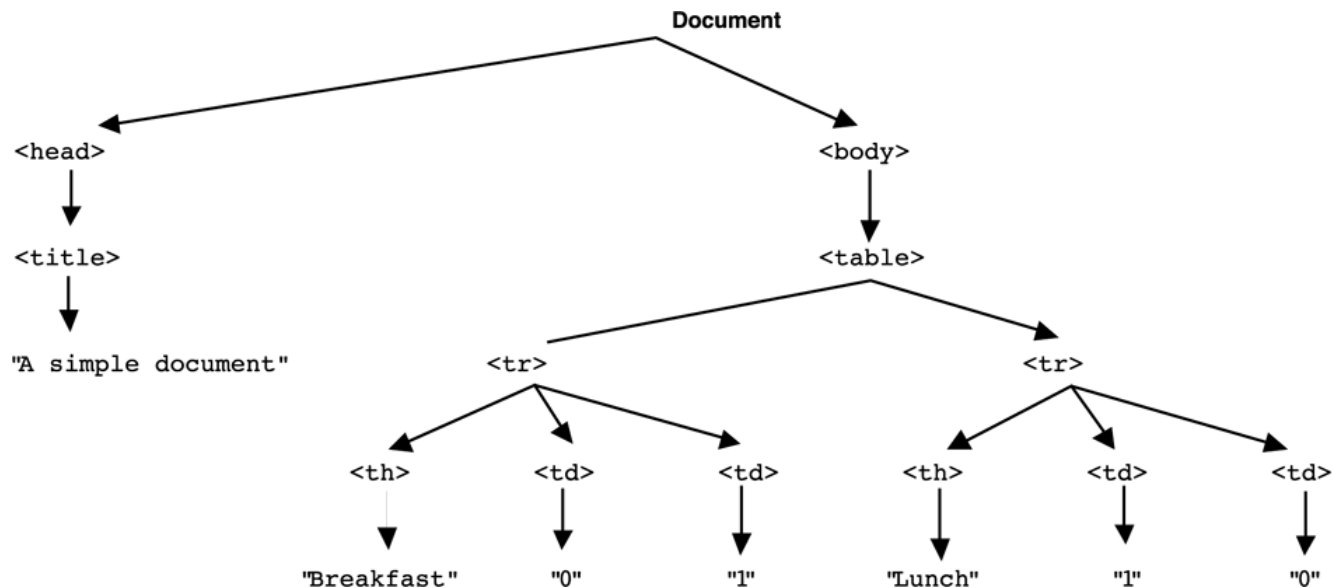 Document
<head> <body>
<title> <table>
"A simple document" <tr> <tr>
<th> <td> <td> <th> <td> <td>
"Breakfast" "0" "1" "Lunch" "1" "0"